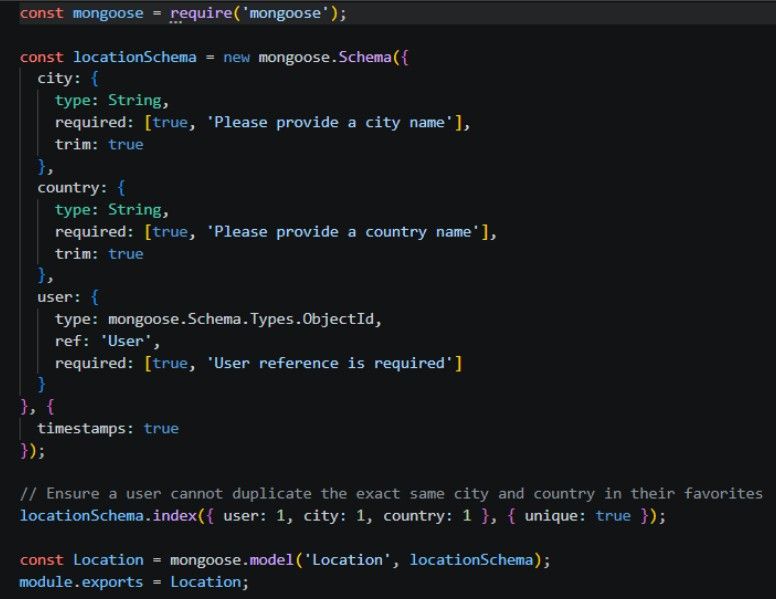 const mongoose = require('mongoose');
const locationSchema = new mongoose.Schema({
  city: {
    type: String,
    required: [true, 'Please provide a city name'],
    trim: true
  },
  country: {
    type: String,
    required: [true, 'Please provide a country name'],
    trim: true
  },
  user: {
    type: mongoose.Schema.Types.ObjectId,
    ref: 'User',
    required: [true, 'User reference is required']
  }
}, {
  timestamps: true
});
// Ensure a user cannot duplicate the exact same city and country in their favorites
locationSchema.index({ user: 1, city: 1, country: 1 }, { unique: true });
const Location = mongoose.model('Location', locationSchema);
module.exports = Location;